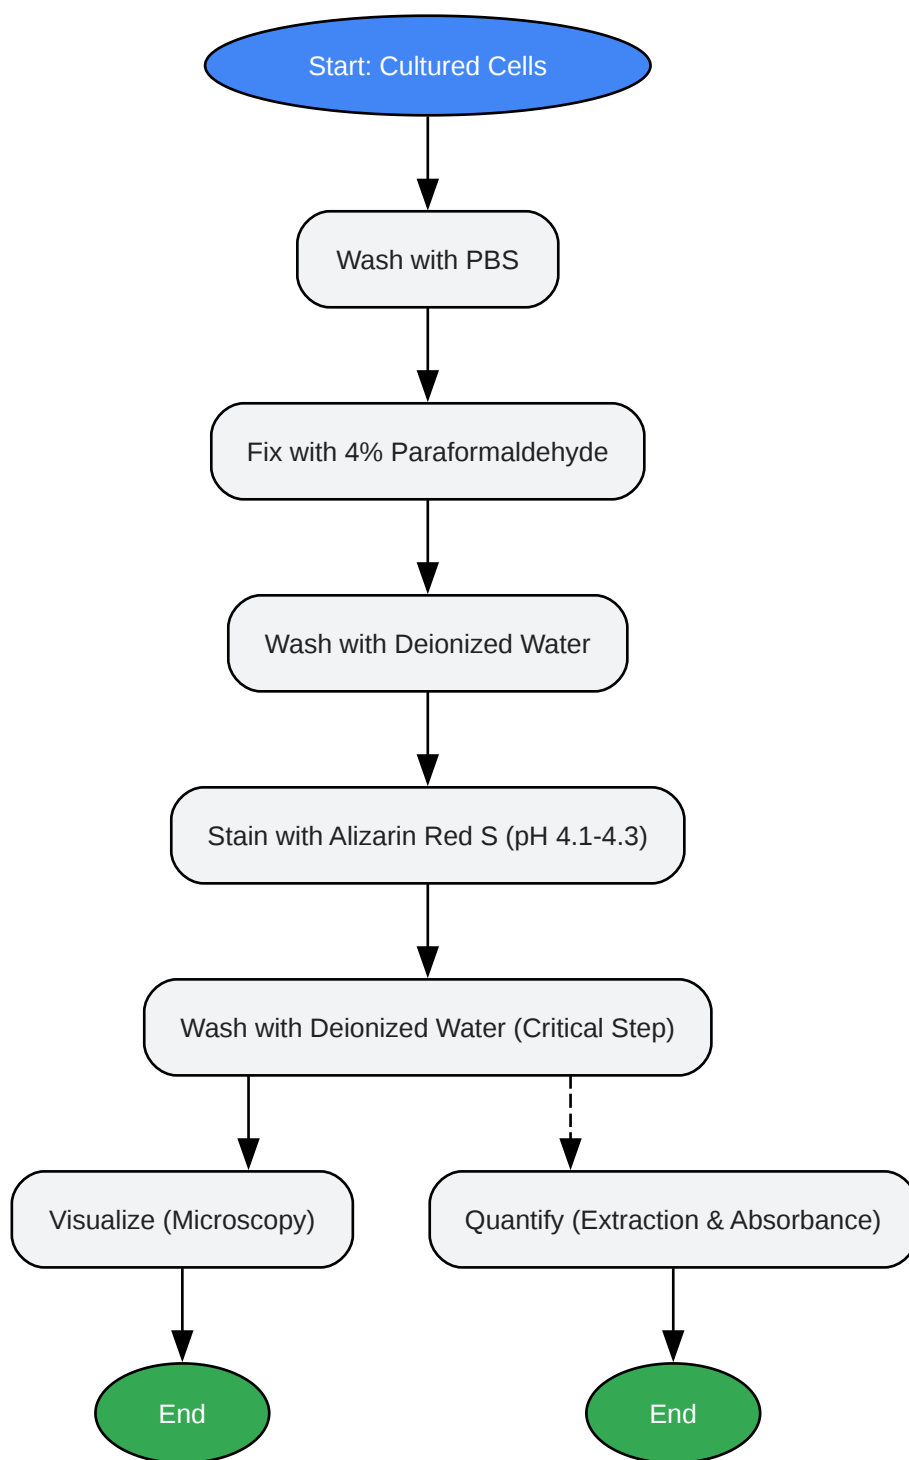 Start: Cultured Cells
Wash with PBS
Fix with 4% Paraformaldehyde
Wash with Deionized Water
Stain with Alizarin Red S (pH 4.1-4.3)
Wash with Deionized Water (Critical Step)
Visualize (Microscopy)
Quantify (Extraction & Absorbance)
End
End